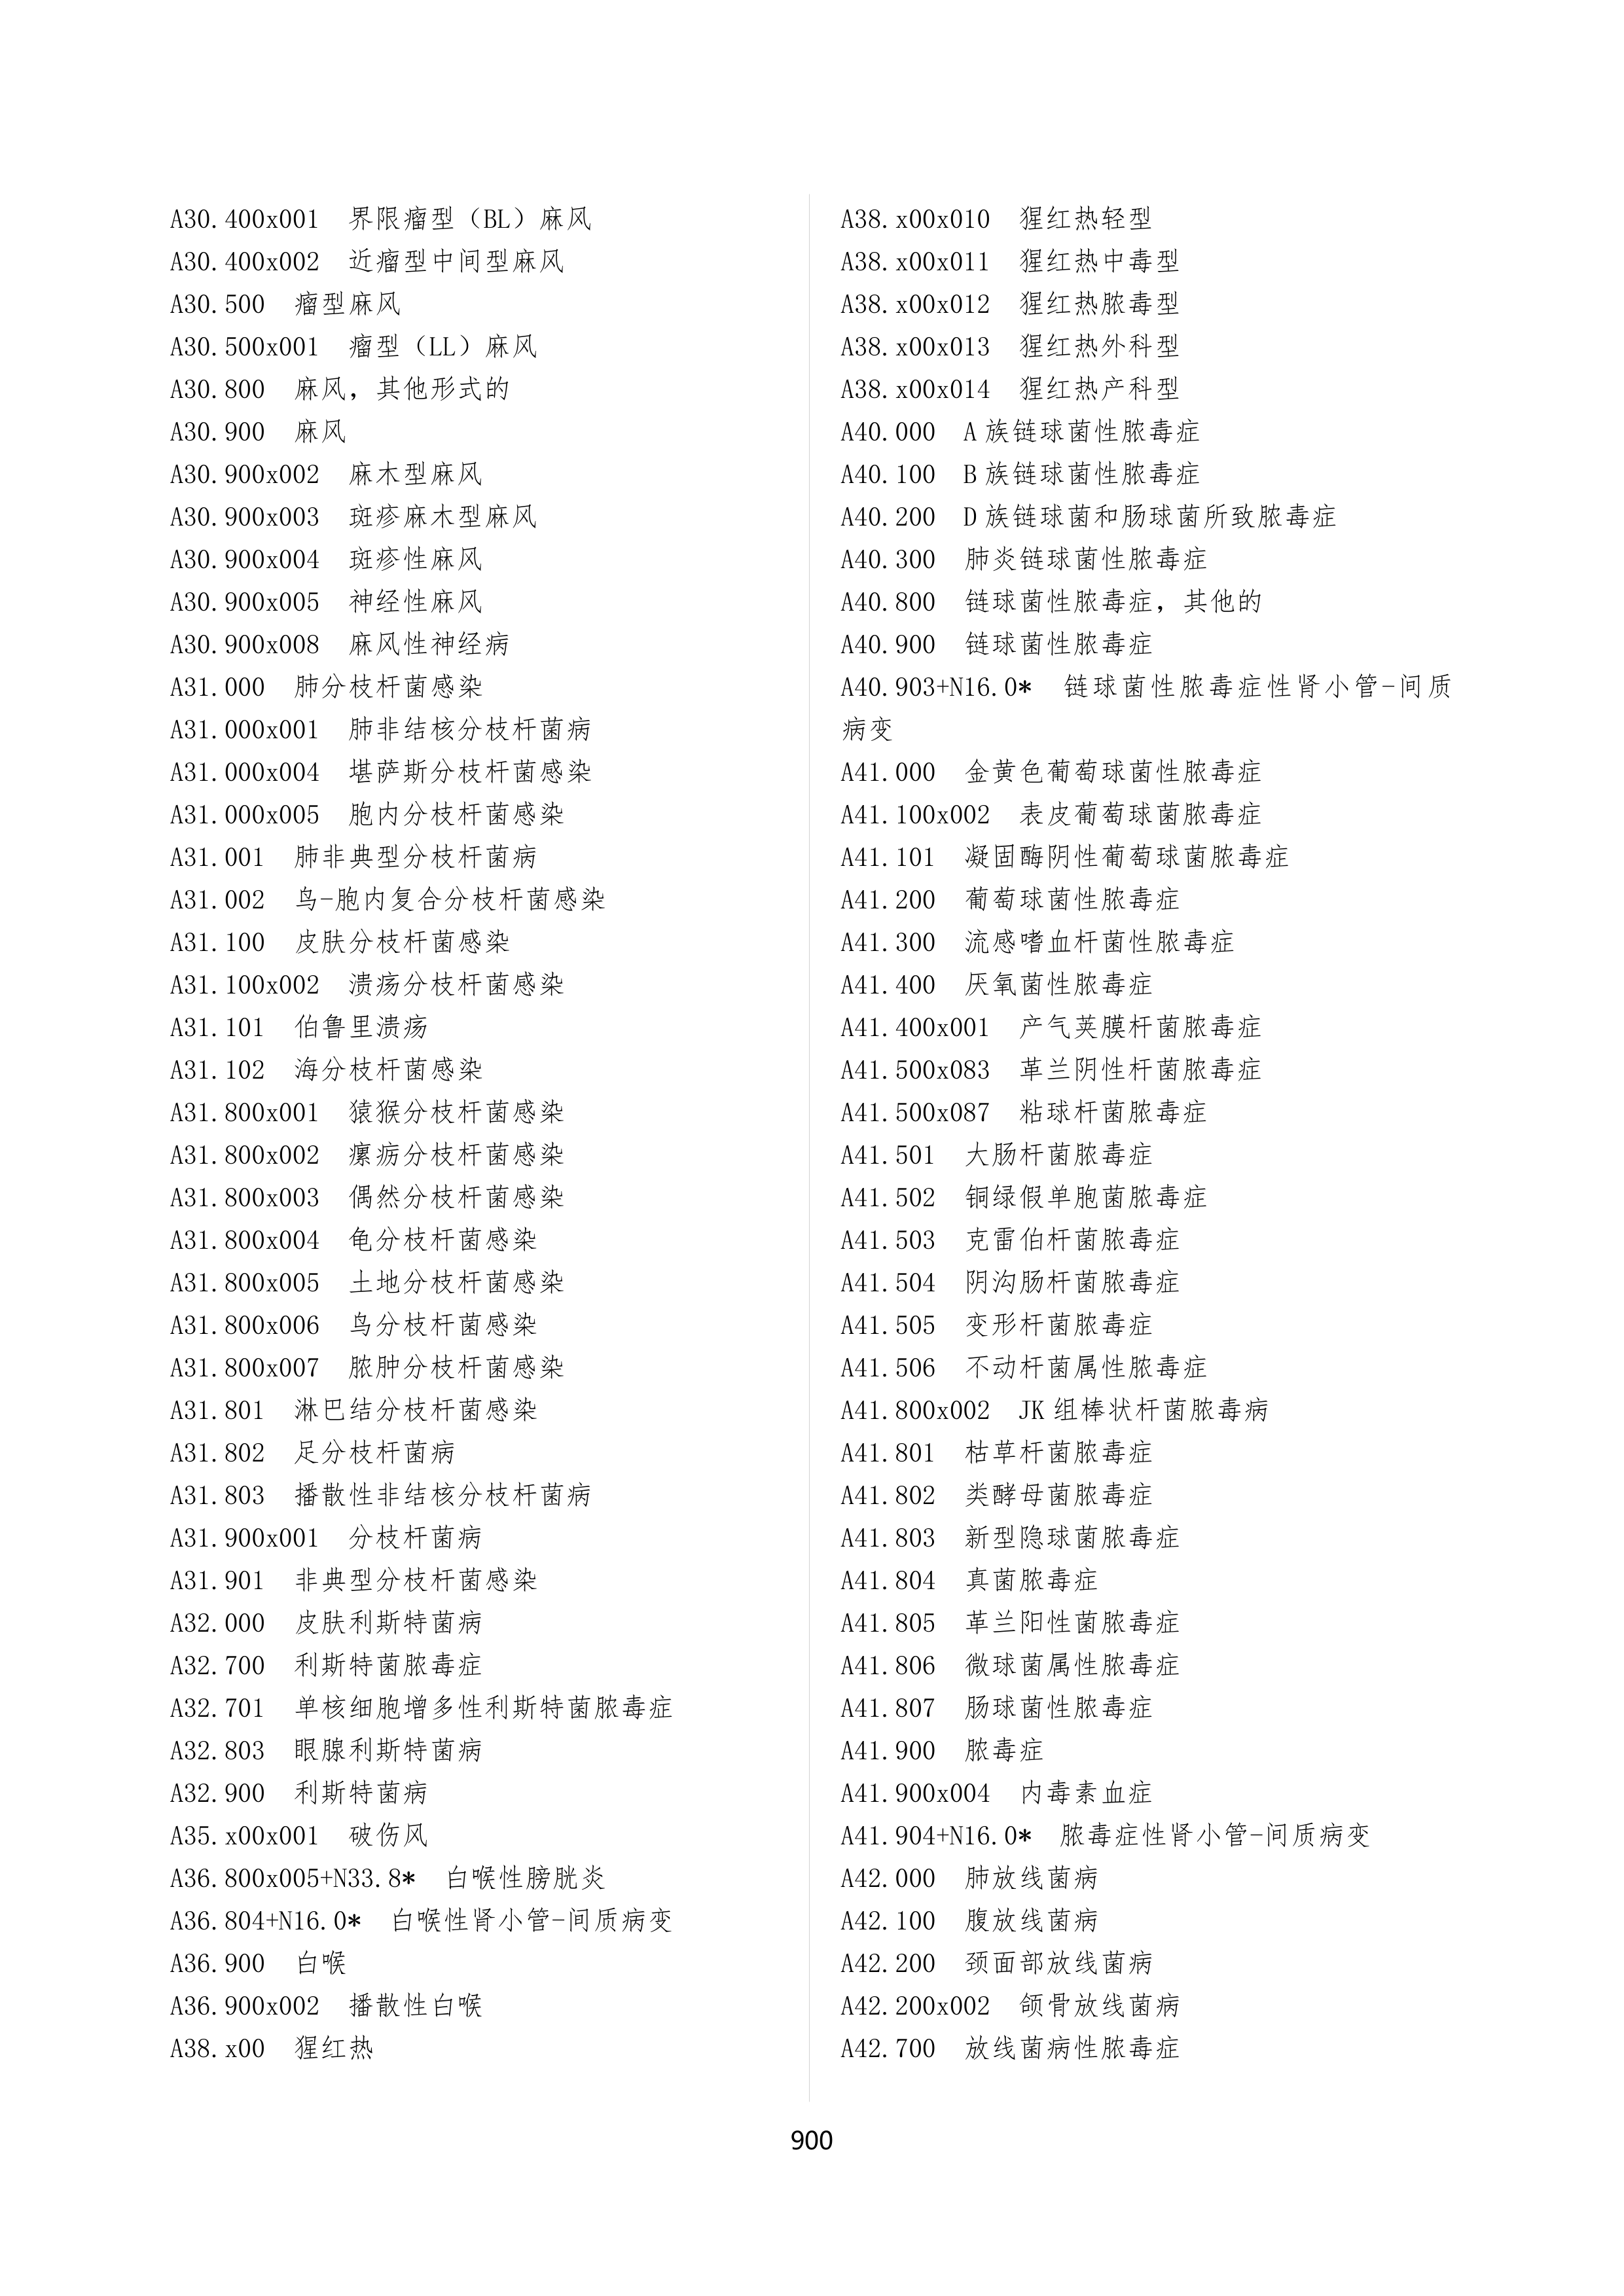 A30.400x001 界限瘤型（BL）麻风
A30.400x002 近瘤型中间型麻风
A30.500 瘤型麻风
A30.500x001 瘤型（LL）麻风
A30.800 麻风，其他形式的
A30.900 麻风
A30.900x002 麻木型麻风
A30.900x003 斑疹麻木型麻风
A30.900x004 斑疹性麻风
A30.900x005 神经性麻风
A30.900x008 麻风性神经病
A31.000 肺分枝杆菌感染
A31.000x001 肺非结核分枝杆菌病
A31.000x004 堪萨斯分枝杆菌感染
A31.000x005 胞内分枝杆菌感染
A31.001 肺非典型分枝杆菌病
A31.002 鸟-胞内复合分枝杆菌感染
A31.100 皮肤分枝杆菌感染
A31.100x002 溃疡分枝杆菌感染
A31.101 伯鲁里溃疡
A31.102 海分枝杆菌感染
A31.800x001 猿猴分枝杆菌感染
A31.800x002 瘰疬分枝杆菌感染
A31.800x003 偶然分枝杆菌感染
A31.800x004 龟分枝杆菌感染
A31.800x005 土地分枝杆菌感染
A31.800x006 鸟分枝杆菌感染
A31.800x007 脓肿分枝杆菌感染
A31.801 淋巴结分枝杆菌感染
A31.802 足分枝杆菌病
A31.803 播散性非结核分枝杆菌病
A31.900x001 分枝杆菌病
A31.901 非典型分枝杆菌感染
A32.000 皮肤利斯特菌病
A32.700 利斯特菌脓毒症
A32.701 单核细胞增多性利斯特菌脓毒症
A32.803 眼腺利斯特菌病
A32.900 利斯特菌病
A35.x00x001 破伤风
A36.800x005+N33.8* 白喉性膀胱炎
A36.804+N16.0* 白喉性肾小管-间质病变
A36.900 白喉
A36.900x002 播散性白喉
A38.x00 猩红热
A38.x00x010 猩红热轻型
A38.x00x011 猩红热中毒型
A38.x00x012 猩红热脓毒型
A38.x00x013 猩红热外科型
A38.x00x014 猩红热产科型
A40.000 A族链球菌性脓毒症
A40.100 B族链球菌性脓毒症
A40.200 D族链球菌和肠球菌所致脓毒症
A40.300 肺炎链球菌性脓毒症
A40.800 链球菌性脓毒症，其他的
A40.900 链球菌性脓毒症
A40.903+N16.0* 链球菌性脓毒症性肾小管-间质
病变
A41.000 金黄色葡萄球菌性脓毒症
A41.100x002 表皮葡萄球菌脓毒症
A41.101 凝固酶阴性葡萄球菌脓毒症
A41.200 葡萄球菌性脓毒症
A41.300 流感嗜血杆菌性脓毒症
A41.400 厌氧菌性脓毒症
A41.400x001 产气荚膜杆菌脓毒症
A41.500x083 革兰阴性杆菌脓毒症
A41.500x087 粘球杆菌脓毒症
A41.501 大肠杆菌脓毒症
A41.502 铜绿假单胞菌脓毒症
A41.503 克雷伯杆菌脓毒症
A41.504 阴沟肠杆菌脓毒症
A41.505 变形杆菌脓毒症
A41.506 不动杆菌属性脓毒症
A41.800x002 JK组棒状杆菌脓毒病
A41.801 枯草杆菌脓毒症
A41.802 类酵母菌脓毒症
A41.803 新型隐球菌脓毒症
A41.804 真菌脓毒症
A41.805 革兰阳性菌脓毒症
A41.806 微球菌属性脓毒症
A41.807 肠球菌性脓毒症
A41.900 脓毒症
A41.900x004 内毒素血症
A41.904+N16.0* 脓毒症性肾小管-间质病变
A42.000 肺放线菌病
A42.100 腹放线菌病
A42.200 颈面部放线菌病
A42.200x002 颌骨放线菌病
A42.700 放线菌病性脓毒症
900